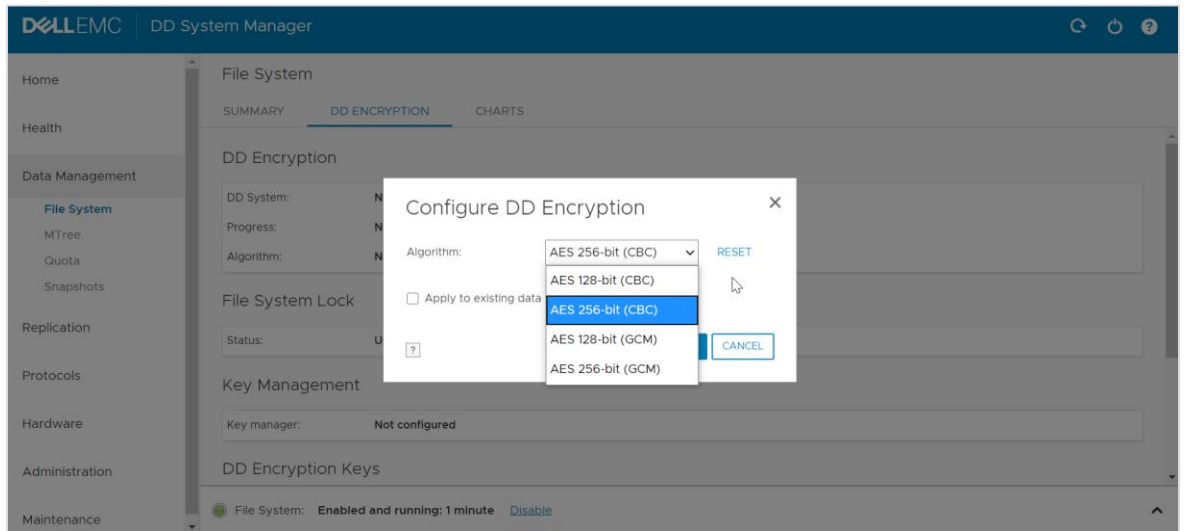 DELLEMC DD System Manager
Home
Health
Data Management
File System
MTree
Quota
Snapshots
Replication
Protocols
Hardware
Administration
Maintenance
File System
SUMMARY DD ENCRYPTION CHARTS
DD Encryption
DD System: N
Progress: N
Algorithm: N
File System Lock
Status: U
Key Management
Key manager: Not configured
DD Encryption Keys
Configure DD Encryption
Algorithm: AES 256-bit (CBC) RESET
AES 128-bit (CBC)
AES 256-bit (CBC)
AES 128-bit (GCM)
AES 256-bit (GCM)
Apply to existing data
?
CANCEL
File System: Enabled and running: 1 minute Disable